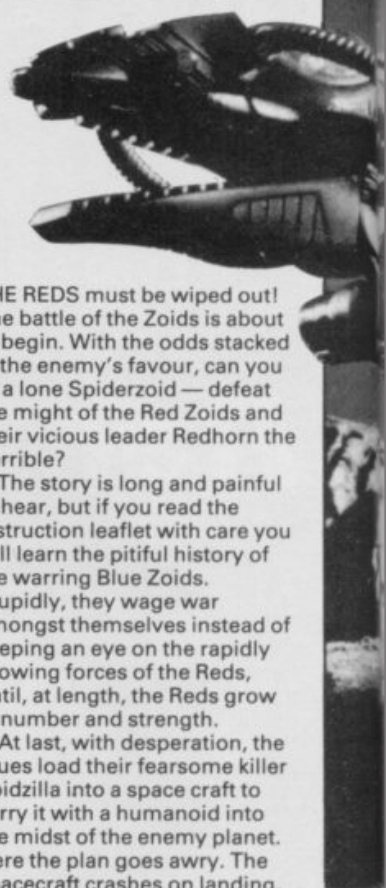 HE REDS must be wiped out!
e battle of the Zoids is about
begin. With the odds stacked
the enemy's favour, can you
a lone Spiderzoid — defeat
e might of the Red Zoids and
eir vicious leader Redhorn the
rrible?
The story is long and painful
hear, but if you read the
struction leaflet with care you
ll learn the pitiful history of
e warring Blue Zoids.
upidly, they wage war
mongst themselves instead of
eping an eye on the rapidly
owing forces of the Reds,
til, at length, the Reds grow
number and strength.
At last, with desperation, the
ues load their fearsome killer
oidzilla into a space craft to
rry it with a humanoid into
e midst of the enemy planet.
ere the plan goes awry. The
pacecraft crashes on landing